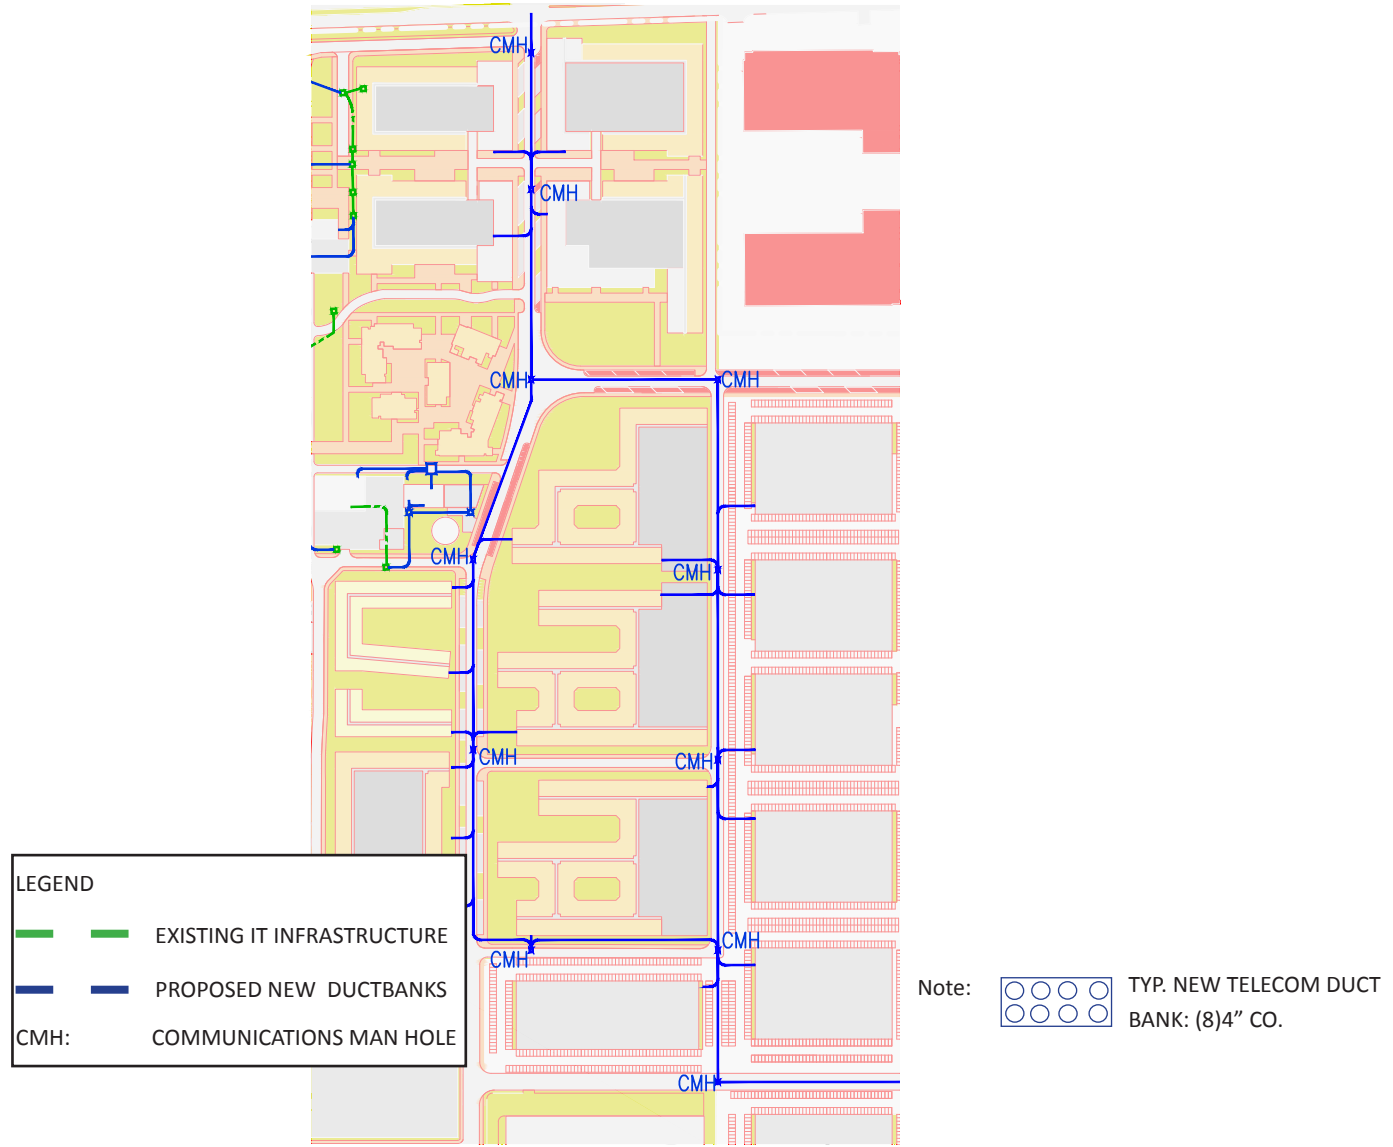 CMH
CMH
CMH
CMH
CMH
CMH
CMH
CMH
CMH
CMH
CMH
LEGEND
EXISTING IT INFRASTRUCTURE
PROPOSED NEW DUCTBANKS
CMH: COMMUNICATIONS MAN HOLE
Note:
TYP. NEW TELECOM DUCT
BANK: (8)4” CO.